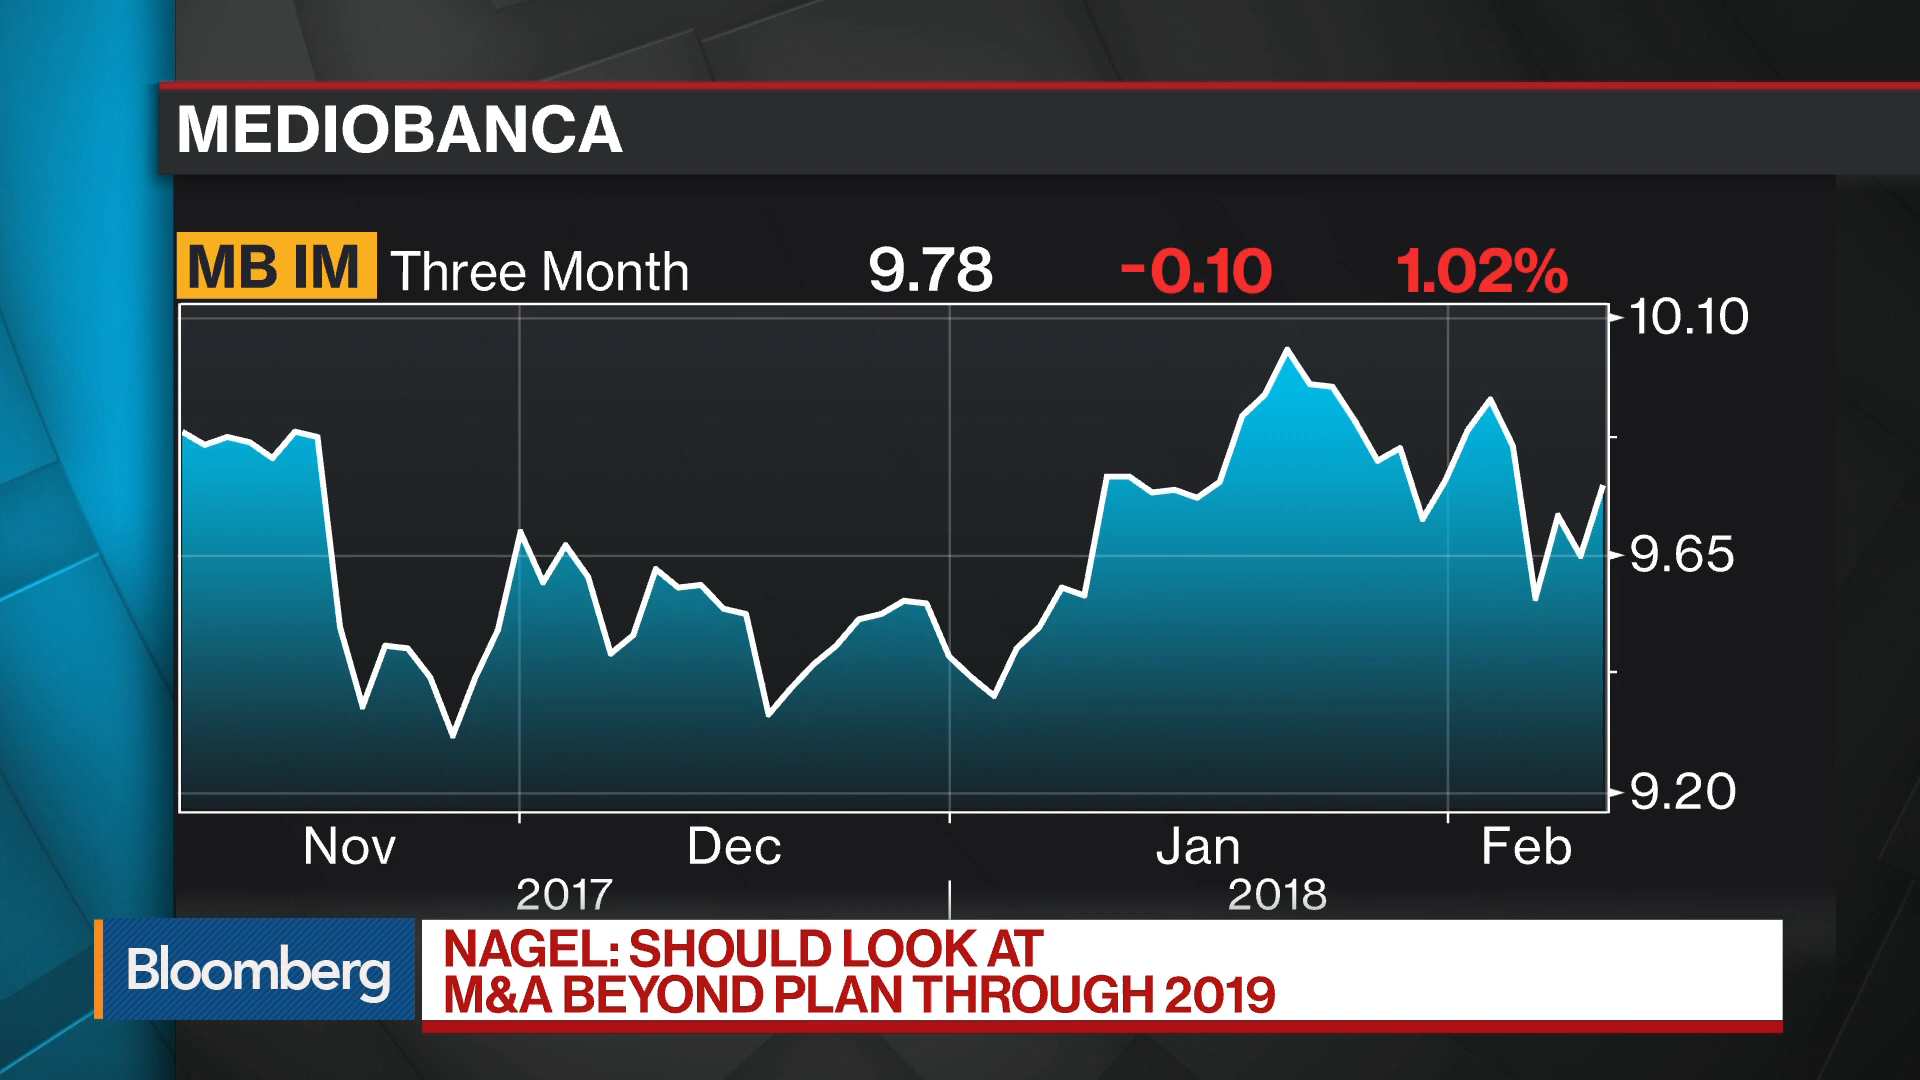 MEDIOBANCA
MB IM Three Month 9.78 -0.10 1.02%
10.10
9.65
9.20
Nov Dec Jan Feb
2017 2018
Bloomberg
NAGEL: SHOULD LOOK AT
M&A BEYOND PLAN THROUGH 2019